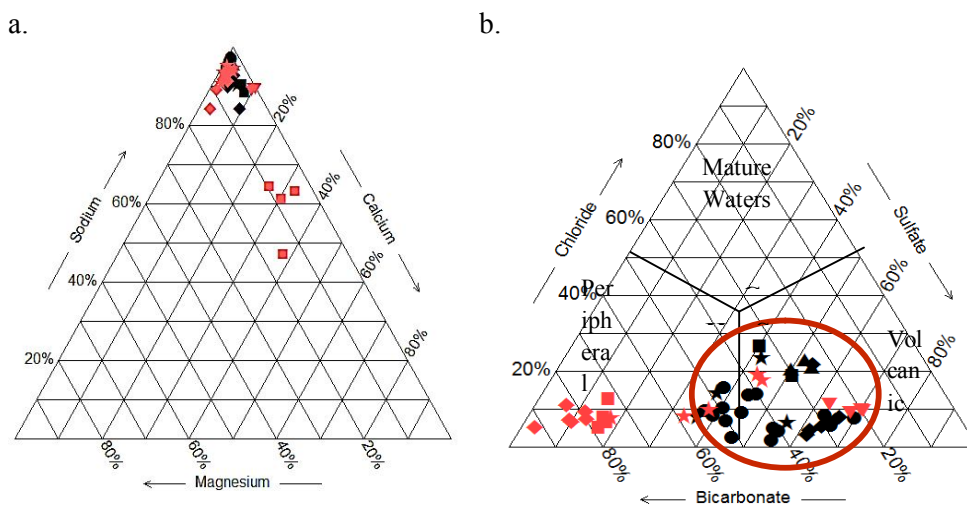 a.
80%
60%
40%
20%
Sodium
20%
40%
60%
80%
Calcium
80%
60%
40%
20%
Magnesium
b.
80%
60%
40%
20%
Chloride
20%
40%
60%
80%
Sulfate
80%
60%
40%
20%
Bicarbonate
Mature
Waters
Per
iph
era
l
Vol
can
ic